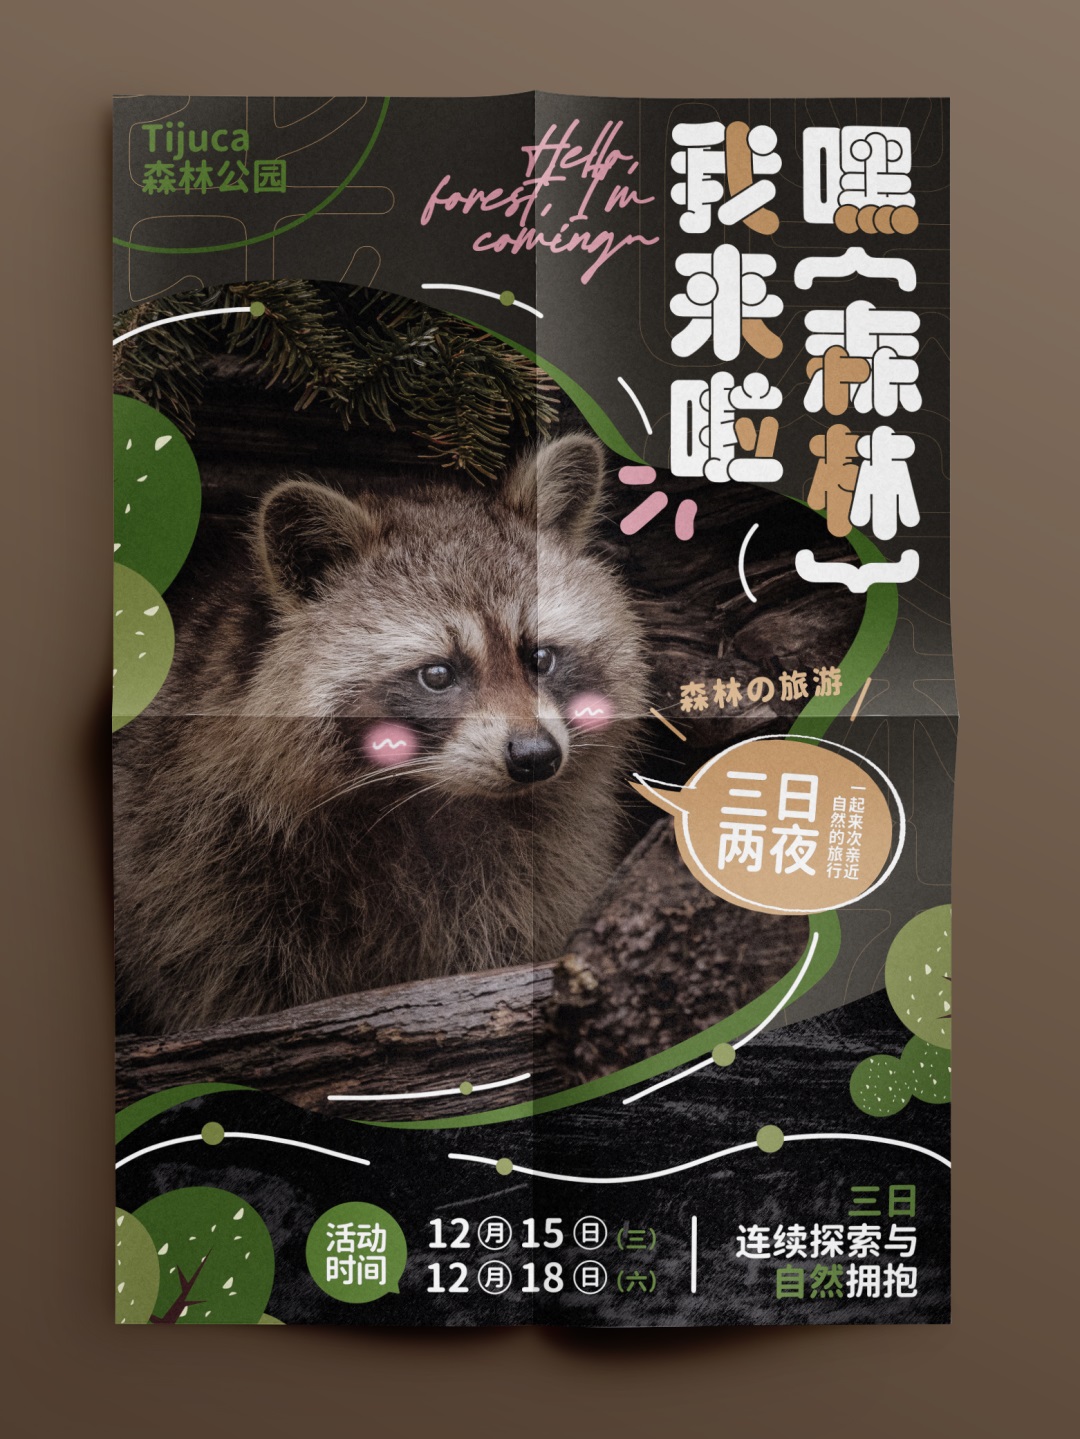 Tijuca
森林公园
Hello,
forest, I'm
coming~
嘿{森林}
我来啦
森林の旅游
三日
两夜
一起来次亲近
自然的旅行
活动
时间
12月15日(三)
12月18日(六)
三日
连续探索与
自然拥抱